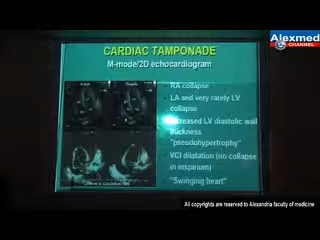 Alexmed
CHANNEL
CARDIAC TAMPONADE
M-mode/2D echocardiogram
RA collapse
LA and very rarely LV
collapse
Increased LV diastolic wall
thickness
"pseudohypertrophy"
VCI dilatation (no collapse
in inspirium)
"Swinging heart"
All copyrights are reserved to Alexandria faculty of medicine